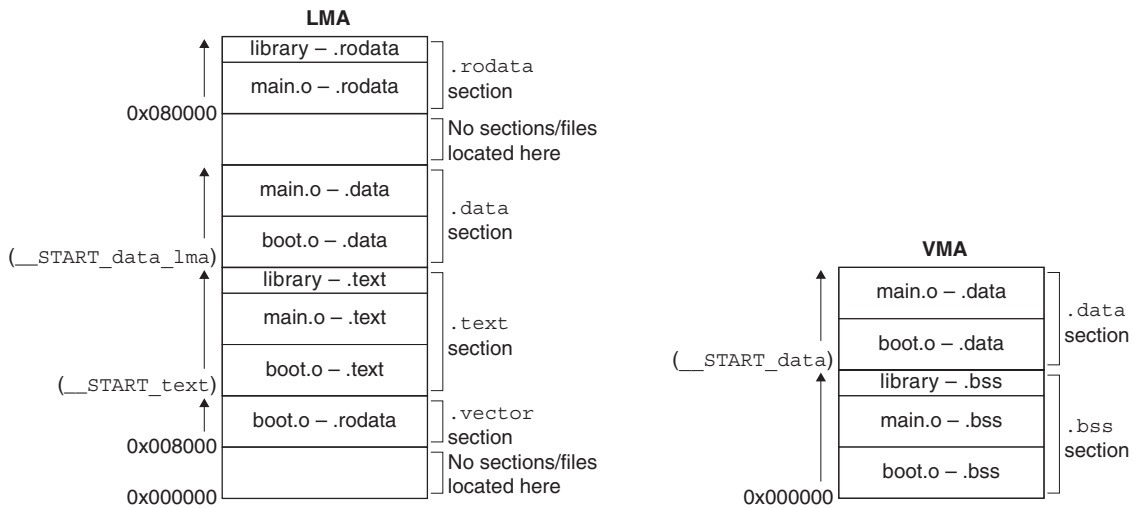 LMA
library – .rodata
main.o – .rodata
.rodata
section
0x080000
No sections/files
located here
main.o – .data
boot.o – .data
.data
section
(__START_data_lma)
library – .text
main.o – .text
boot.o – .text
.text
section
(__START_text)
boot.o – .rodata
.vector
section
0x008000
No sections/files
located here
0x000000
VMA
main.o – .data
boot.o – .data
.data
section
(__START_data)
library – .bss
main.o – .bss
boot.o – .bss
.bss
section
0x000000